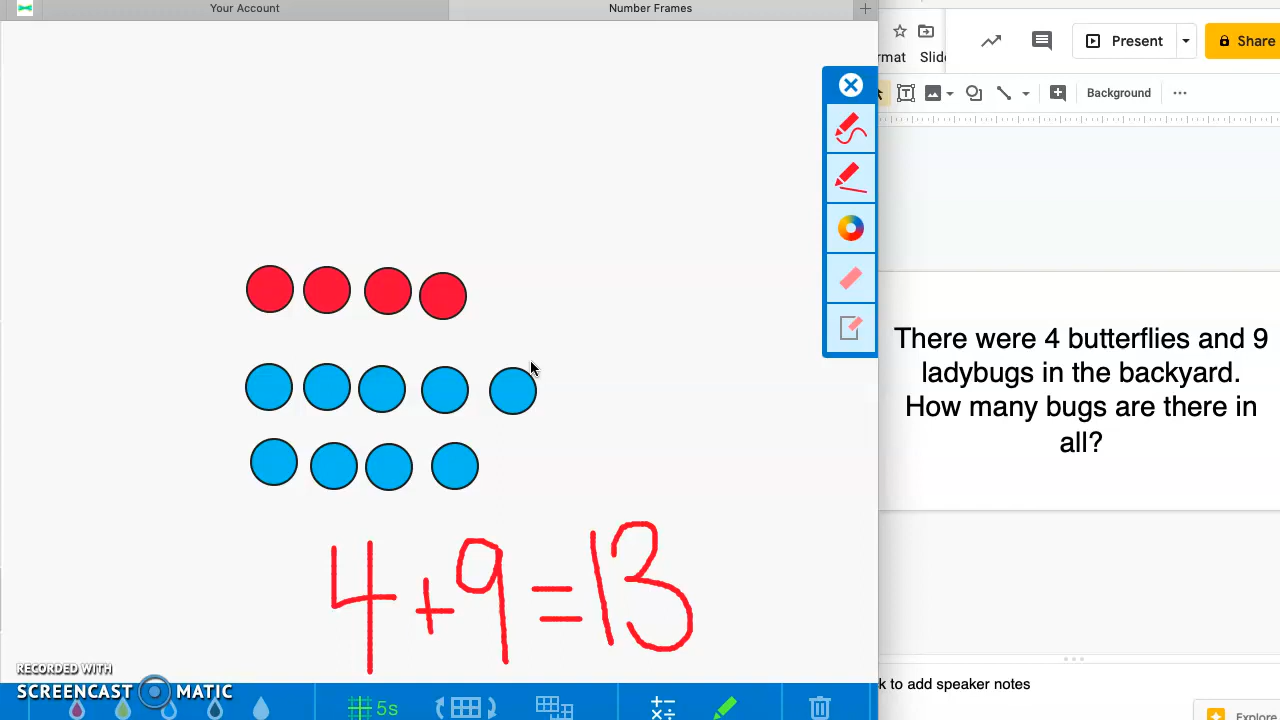 Your Account
Number Frames
Present
Share
rmat
Slide
Background
There were 4 butterflies and 9
ladybugs in the backyard.
How many bugs are there in
all?
4+9=13
RECORDED WITH
SCREENCAST MATIC
5s
k to add speaker notes
Explore